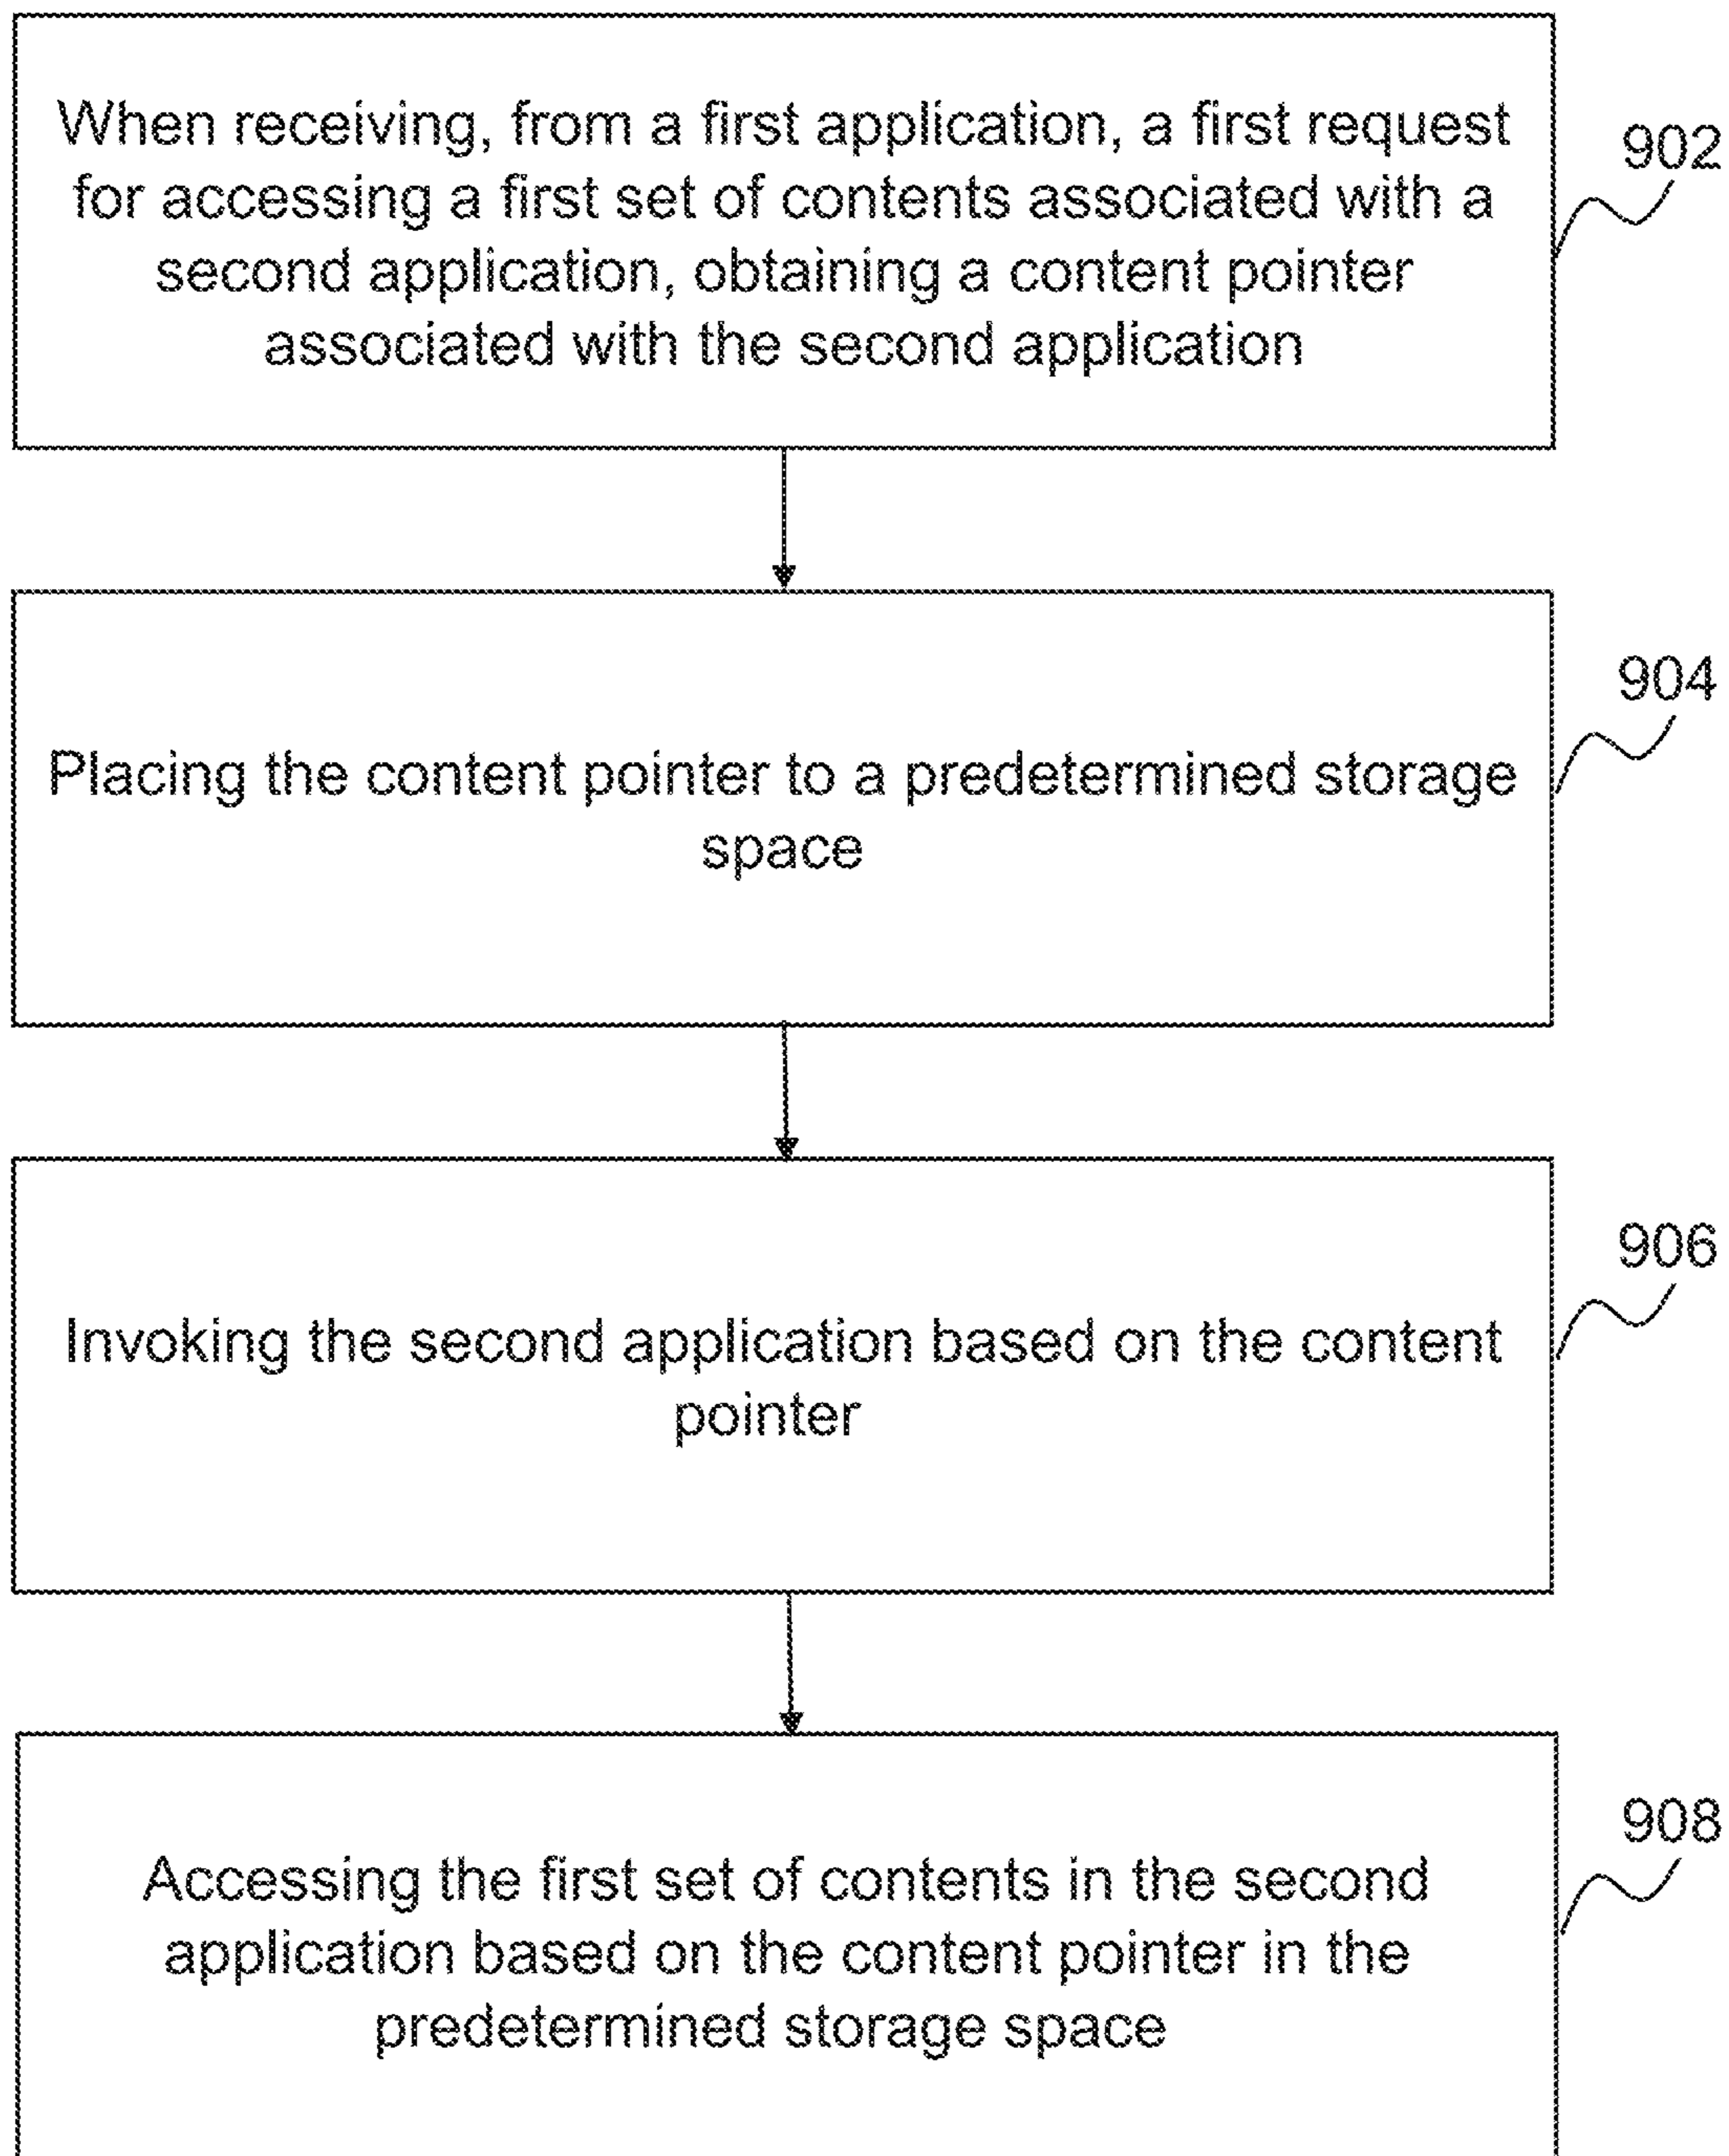 When receiving, from a first application, a first request
for accessing a first set of contents associated with a
second application, obtaining a content pointer
associated with the second application
902
Placing the content pointer to a predetermined storage
space
904
Invoking the second application based on the content
pointer
906
Accessing the first set of contents in the second
application based on the content pointer in the
predetermined storage space
908